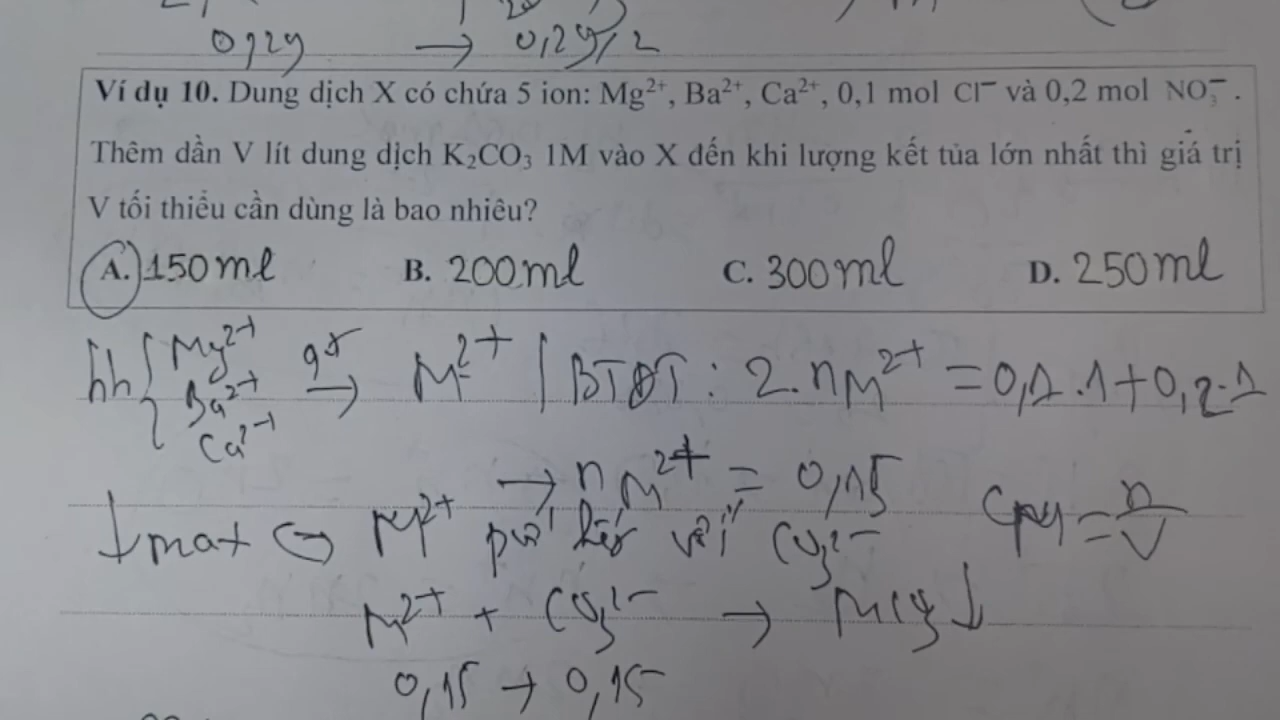 0,2y → 0,2y,2
Ví dụ 10. Dung dịch X có chứa 5 ion: Mg²⁺, Ba²⁺, Ca²⁺, 0,1 mol Cl⁻ và 0,2 mol NO₃⁻.
Thêm dần V lít dung dịch K₂CO₃ 1M vào X đến khi lượng kết tủa lớn nhất thì giá trị
V tối thiểu cần dùng là bao nhiêu?
A. 150ml B. 200ml C. 300ml D. 250ml
hh { Mg²⁺ Ba²⁺ Ca²⁺ → M²⁺ | BTĐT: 2.nM²⁺ = 0,1.1+0,2.1
→ nM²⁺ = 0,15 CM = n/V
↓max ⇔ M²⁺ pứ hết với CO₃²⁻
M²⁺ + CO₃²⁻ → MCO₃↓
0,15 → 0,15